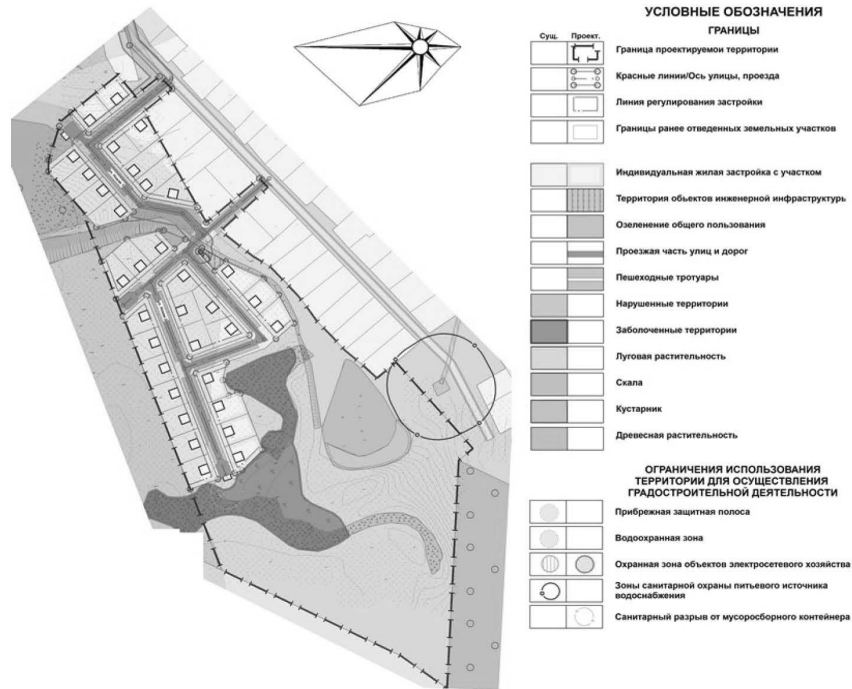 УСЛОВНЫЕ ОБОЗНАЧЕНИЯ
ГРАНИЦЫ
Сущ. Проект.
Граница проектируемои территории
Красные линии/Ось улицы, проезда
Линия регулирования застройки
Границы ранее отведенных земельных участков
Индивидуальная жилая застройка с участком
Территория обьектов инженерной инфраструктурь
Озеленение общего пользования
Проезжая часть улиц и дорог
Пешеходные тротуары
Нарушенные территории
Заболоченные территории
Луговая растительность
Скала
Кустарник
Древесная растительность
ОГРАНИЧЕНИЯ ИСПОЛЬЗОВАНИЯ
ТЕРРИТОРИИ ДЛЯ ОСУЩЕСТВЛЕНИЯ
ГРАДОСТРОИТЕЛЬНОЙ ДЕЯТЕЛЬНОСТИ
Прибрежная защитная полоса
Водоохранная зона
Охранная зона объектов электросетевого хозяйства
Зоны санитарной охраны питьевого источника
водоснабжения
Санитарный разрыв от мусоросборного контейнера